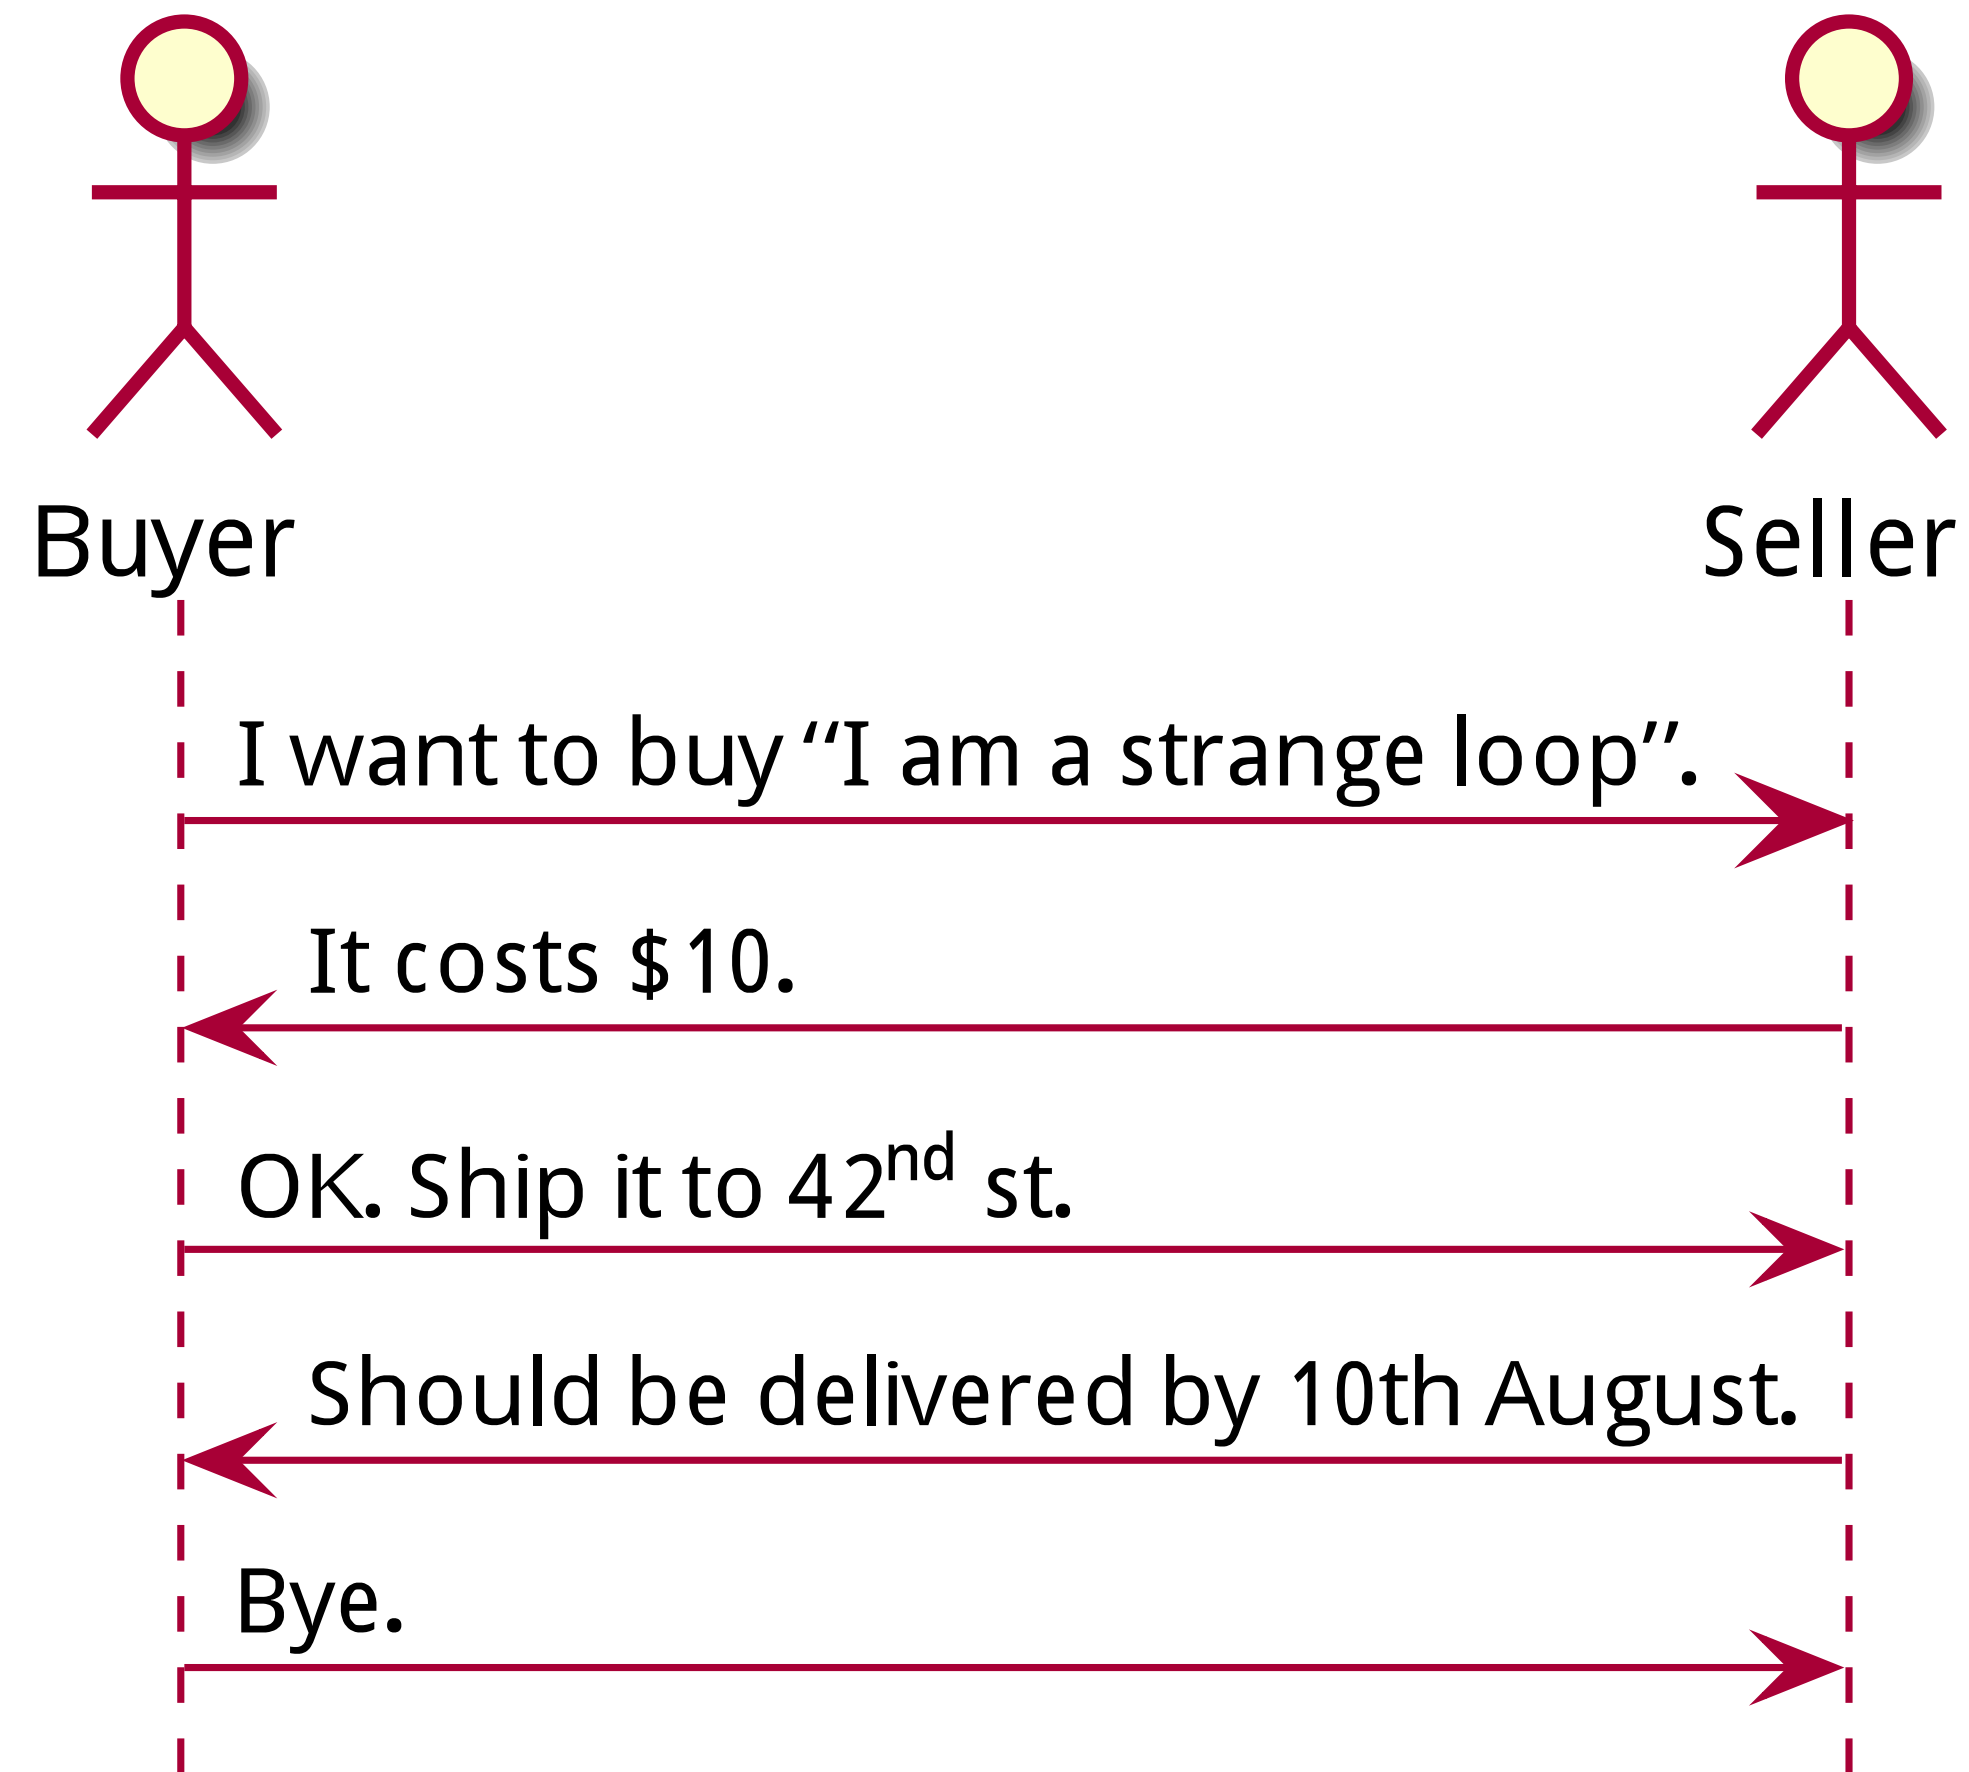 Buyer Seller
I want to buy “I am a strange loop”.
It costs $10.
OK. Ship it to 42nd st.
Should be delivered by 10th August.
Bye.